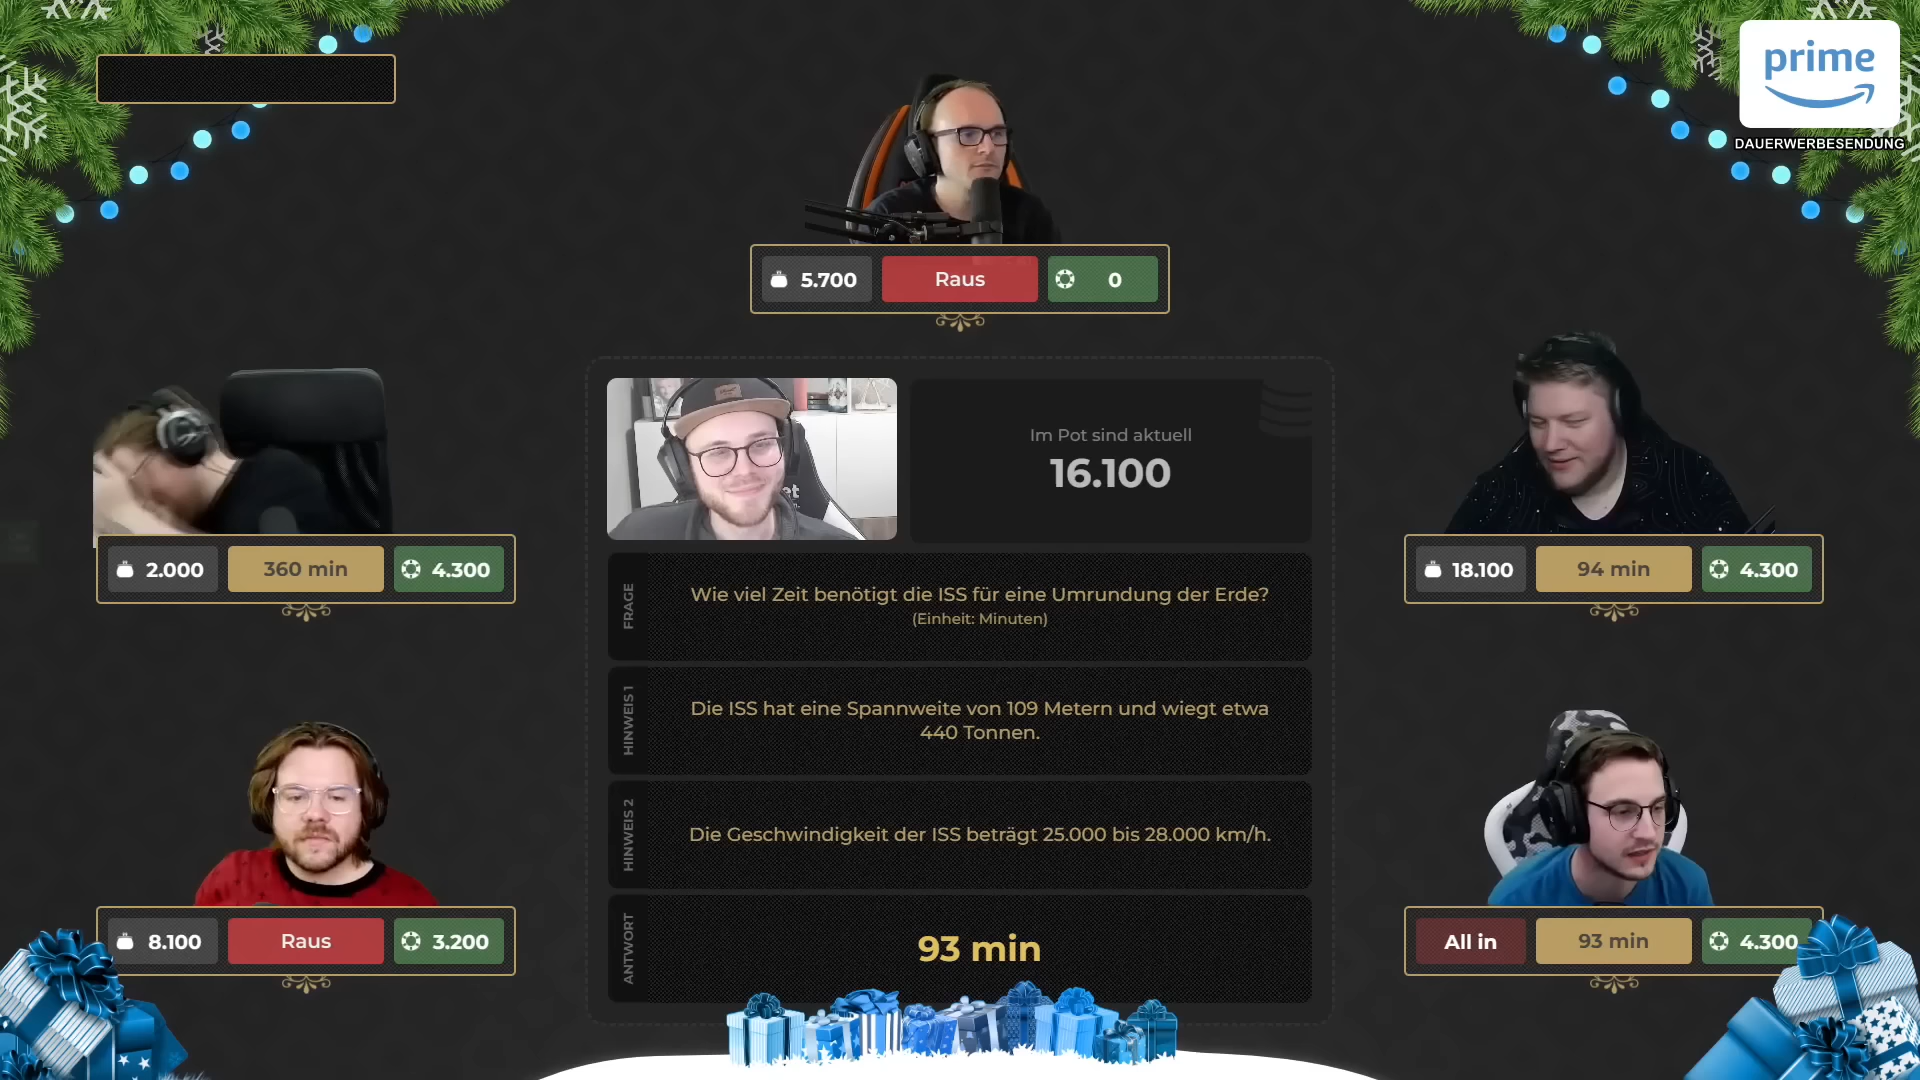 prime
DAUERWERBESENDUNG
5.700
Raus
0
Im Pot sind aktuell
16.100
2.000
360 min
4.300
18.100
94 min
4.300
FRAGE
Wie viel Zeit benötigt die ISS für eine Umrundung der Erde?
(Einheit: Minuten)
HINWEIS 1
Die ISS hat eine Spannweite von 109 Metern und wiegt etwa
440 Tonnen.
HINWEIS 2
Die Geschwindigkeit der ISS beträgt 25.000 bis 28.000 km/h.
8.100
Raus
3.200
ANTWORT
93 min
All in
93 min
4.300